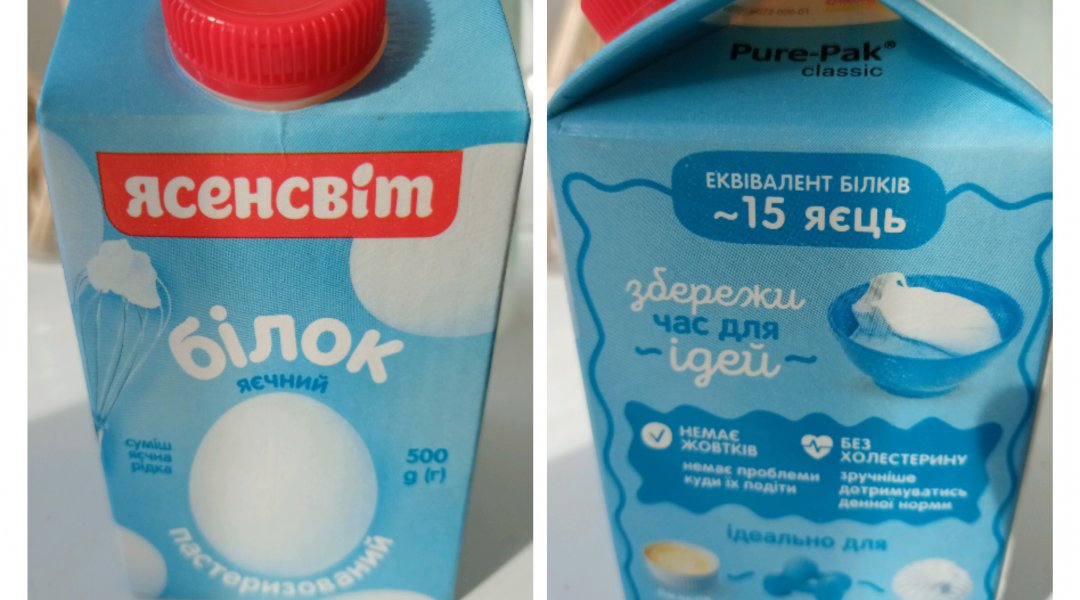 ясенсвіт
білок
яєчний
суміш
яєчна
рідка
500
g (г)
пастеризований
Pure-Pak®
classic
ЕКВІВАЛЕНТ БІЛКІВ
~15 ЯЄЦЬ
збережи
час для
~ідей~
НЕМАЄ
ЖОВТКІВ
немає проблеми
куди їх подіти
БЕЗ
ХОЛЕСТЕРИНУ
зручніше
дотримуватись
денної норми
ідеально для